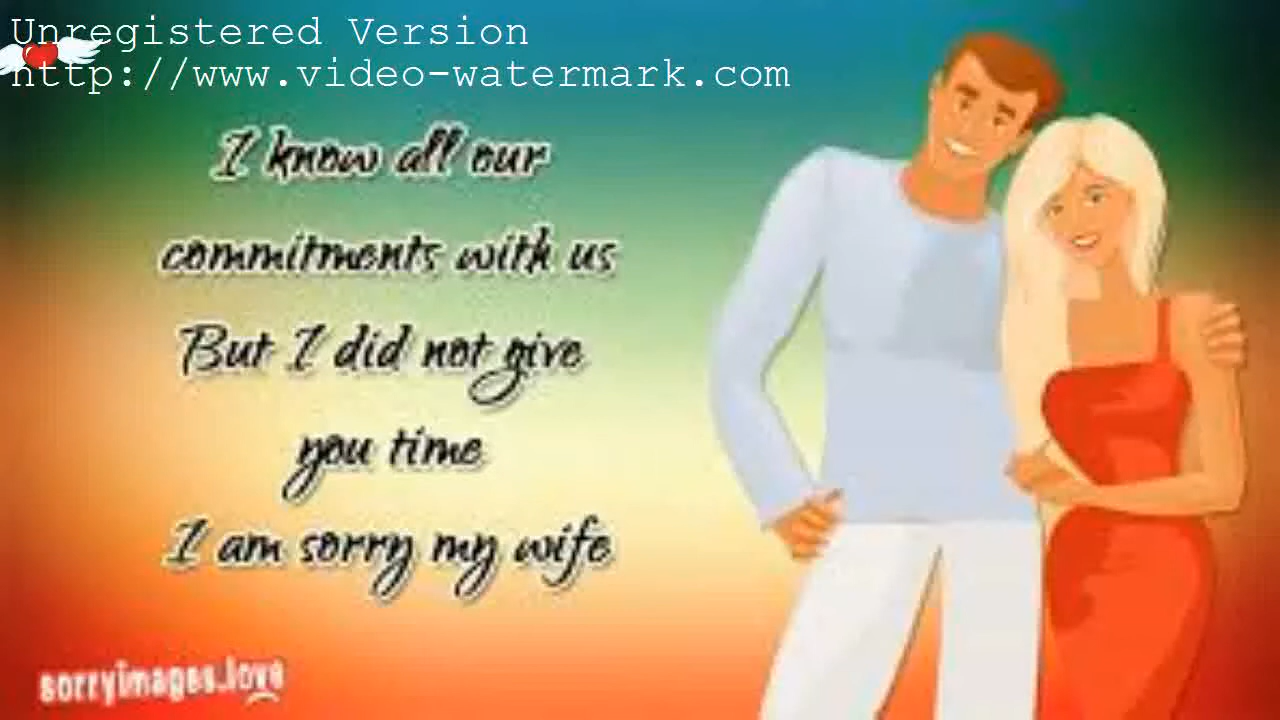 Unregistered Version
http://www.video-watermark.com
I know all our
commitments with us
But I did not give
you time
I am sorry my wife
sorryimages.love